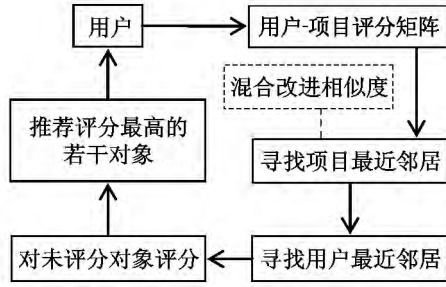 用户
用户-项目评分矩阵
混合改进相似度
推荐评分最高的
若干对象
寻找项目最近邻居
对未评分对象评分
寻找用户最近邻居